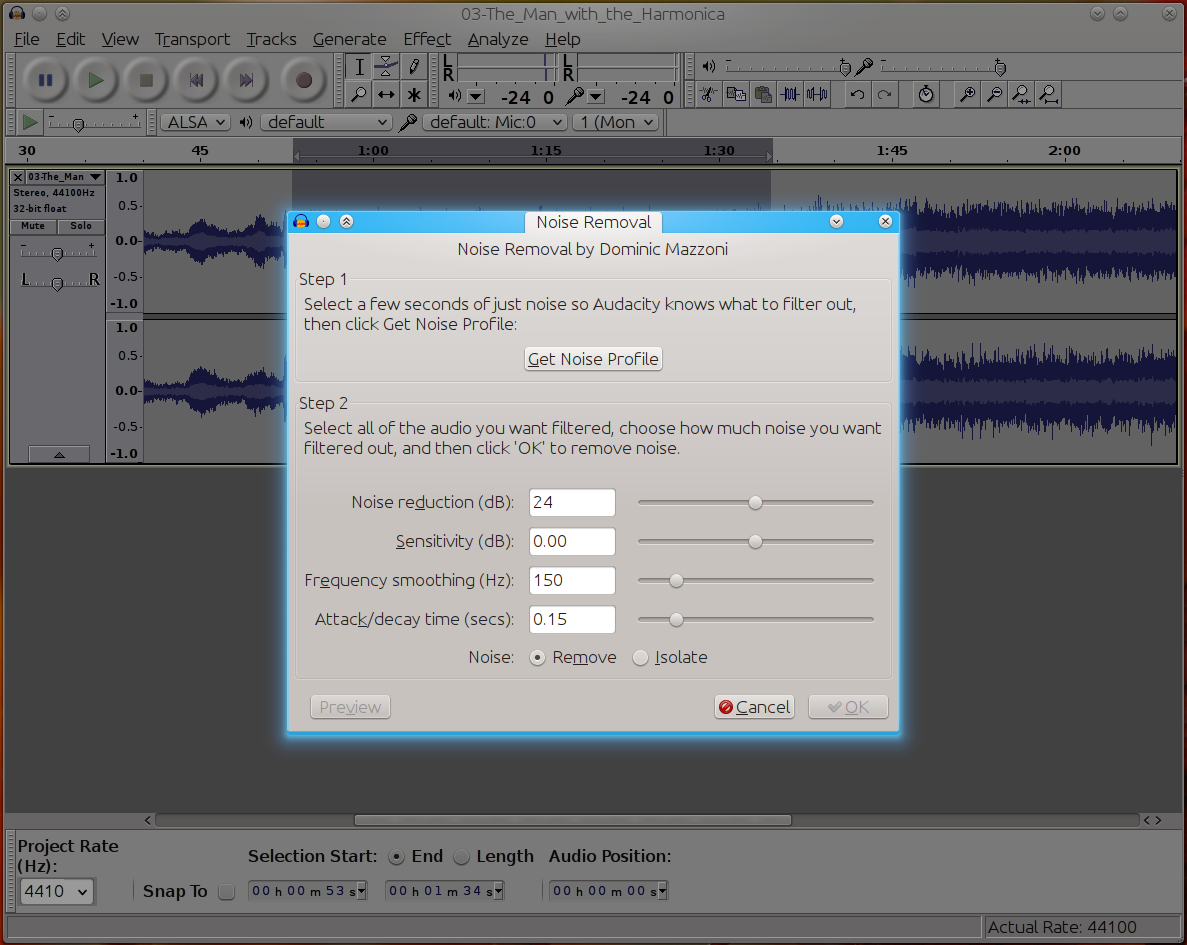 03-The_Man_with_the_Harmonica
File Edit View Transport Tracks Generate Effect Analyze Help
L
R
-24 0
L
R
-24 0
ALSA default default: Mic:0 1 (Mon
30 45 1:00 1:15 1:30 1:45 2:00
03-The_Man
Stereo, 44100Hz
32-bit float
Mute Solo
- +
L R
1.0
0.5-
0.0-
-0.5-
-1.0
1.0
0.5-
0.0-
-0.5-
-1.0
Noise Removal
Noise Removal by Dominic Mazzoni
Step 1
Select a few seconds of just noise so Audacity knows what to filter out,
then click Get Noise Profile:
Get Noise Profile
Step 2
Select all of the audio you want filtered, choose how much noise you want
filtered out, and then click 'OK' to remove noise.
Noise reduction (dB): 24
Sensitivity (dB): 0.00
Frequency smoothing (Hz): 150
Attack/decay time (secs): 0.15
Noise: Remove Isolate
Preview Cancel OK
Project Rate
(Hz):
4410
Selection Start: End Length Audio Position:
Snap To 00 h 00 m 53 s 00 h 01 m 34 s 00 h 00 m 00 s
Actual Rate: 44100